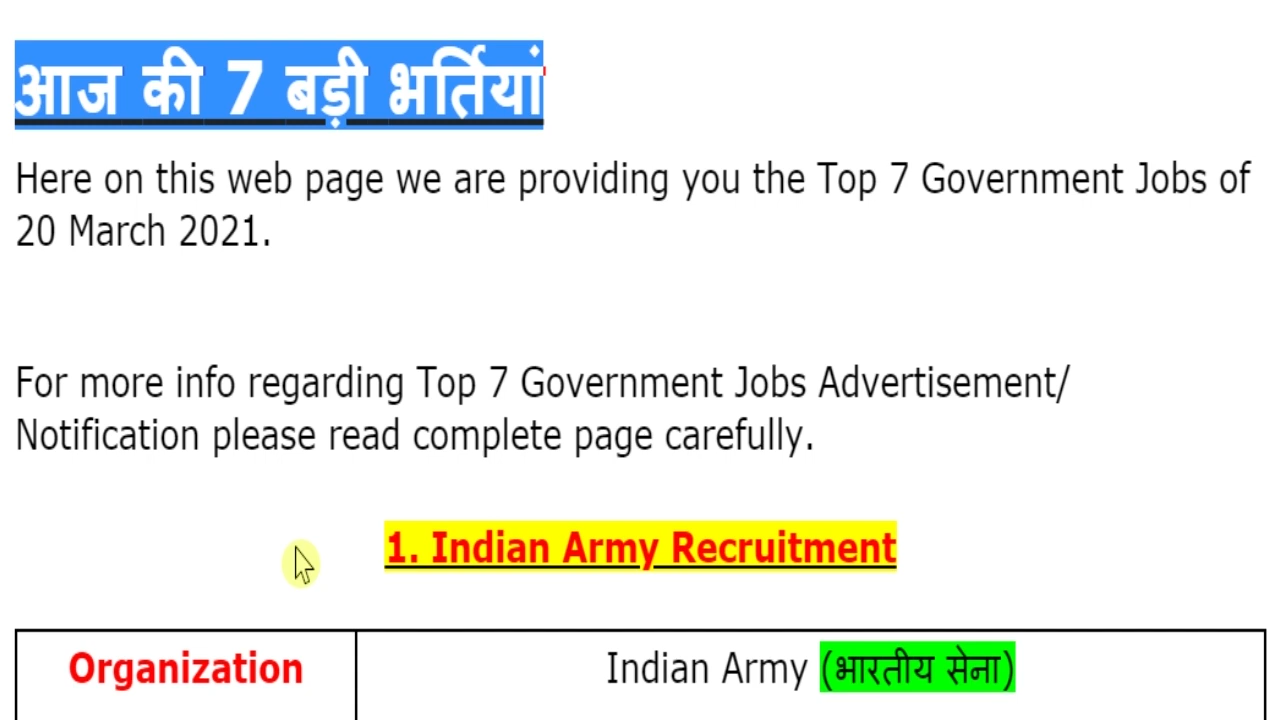 आज की 7 बड़ी भर्तियां
Here on this web page we are providing you the Top 7 Government Jobs of
20 March 2021.
For more info regarding Top 7 Government Jobs Advertisement/
Notification please read complete page carefully.
1. Indian Army Recruitment
Organization Indian Army (भारतीय सेना)